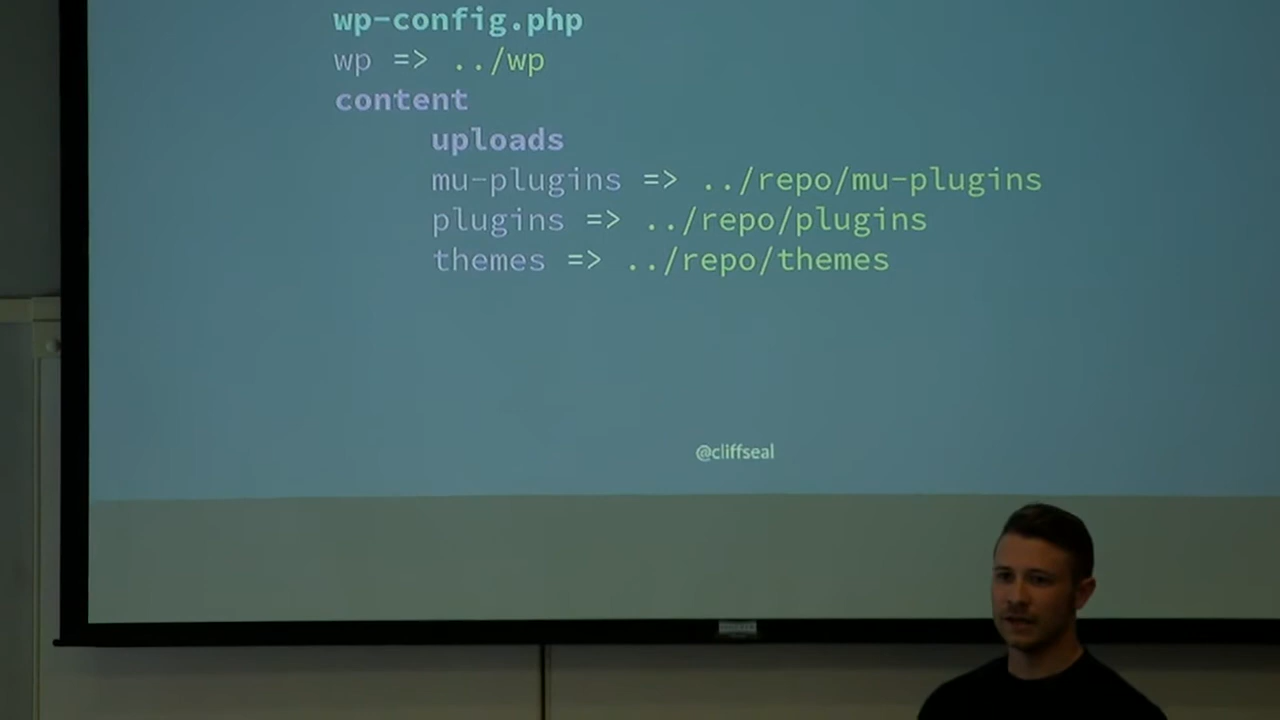 wp-config.php
wp => ../wp
content
uploads
mu-plugins => ../repo/mu-plugins
plugins => ../repo/plugins
themes => ../repo/themes
@cliffseal